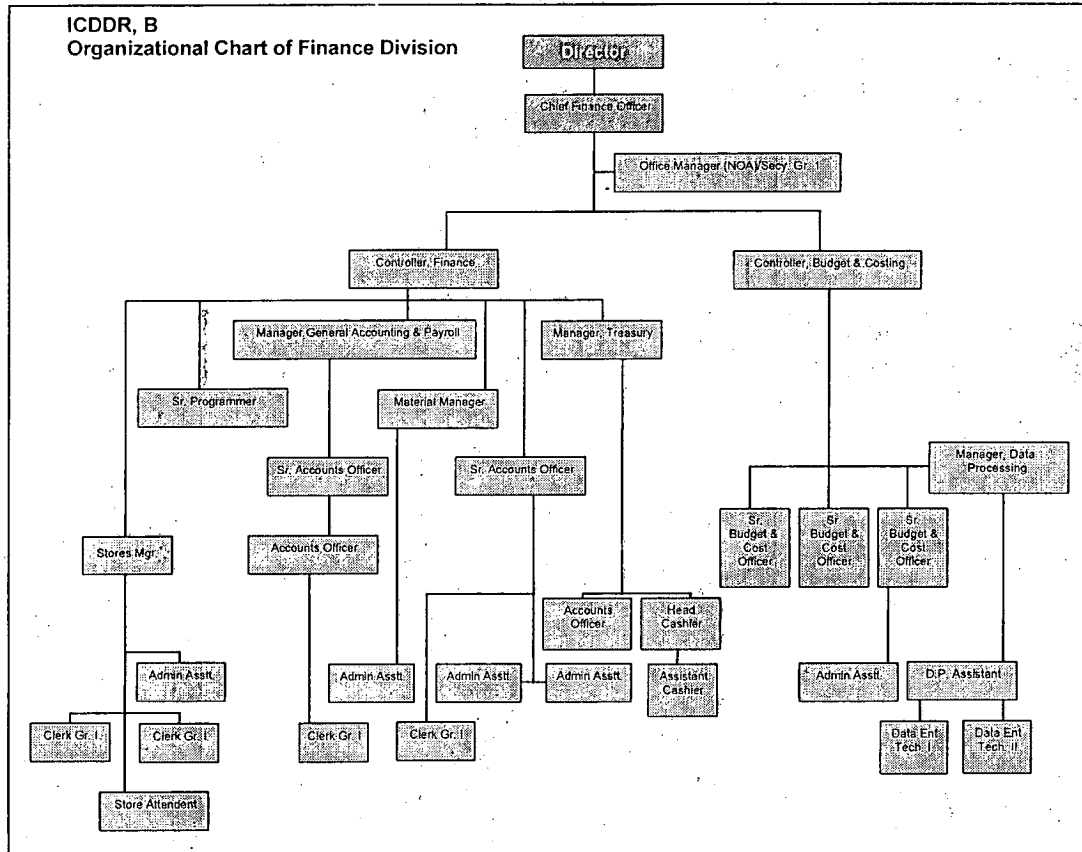 ICDDR, B
Organizational Chart of Finance Division
Director
Chief Finance Officer
Office Manager (NOA)/Secy. Gr. I
Controller, Finance
Controller, Budget & Costing
Manager General Accounting & Payroll
Manager, Treasury
Sr. Programmer
Material Manager
Sr. Accounts Officer
Sr. Accounts Officer
Manager, Data
Processing
Stores Mgr.
Accounts Officer
Sr.
Budget &
Cost
Officer
Sr.
Budget &
Cost
Officer
Sr.
Budget &
Cost
Officer
Accounts
Officer
Head
Cashier
Admin Asstt.
Admin Asstt.
Admin Asstt.
Admin Asstt.
Assistant
Cashier
Admin Asstt.
D.P. Assistant
Clerk Gr. I
Clerk Gr. I
Clerk Gr. I
Clerk Gr. I
Data Ent
Tech. I
Data Ent
Tech. II
Store Attendent